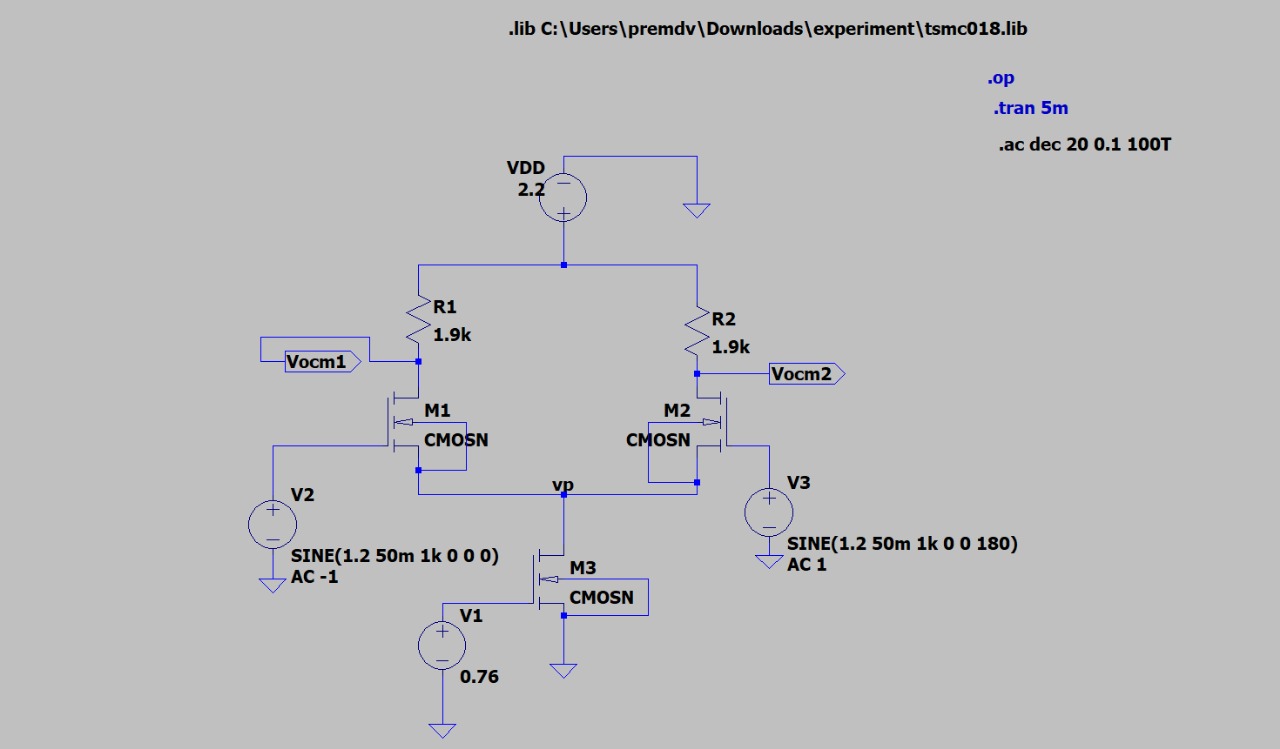 .lib C:\Users\premdv\Downloads\experiment\tsmc018.lib
.op
.tran 5m
.ac dec 20 0.1 100T
VDD
2.2
R1
1.9k
R2
1.9k
Vocm1
Vocm2
M1
CMOSN
M2
CMOSN
vp
V2
SINE(1.2 50m 1k 0 0 0)
AC -1
V3
SINE(1.2 50m 1k 0 0 180)
AC 1
M3
CMOSN
V1
0.76